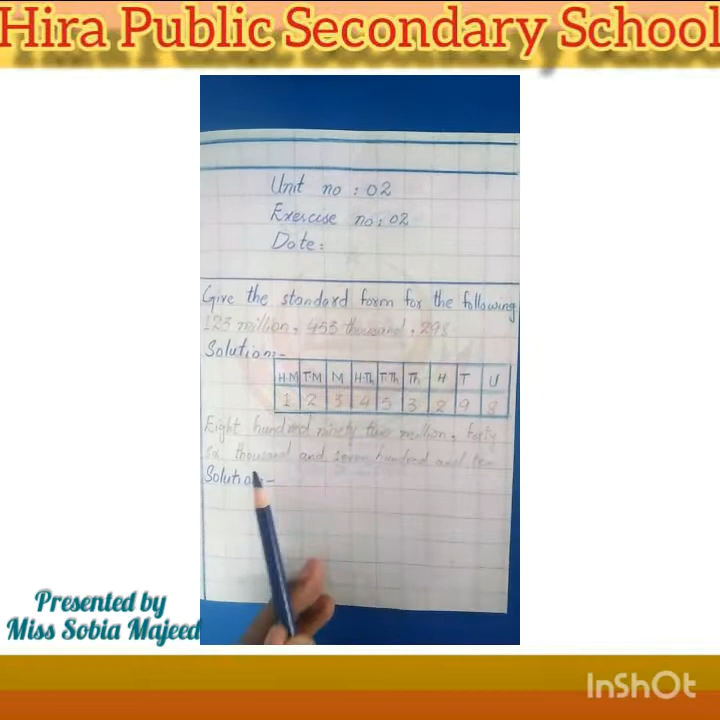 Hira Public Secondary School
Unit no : 02
Exercise no : 02
Date :
Give the standard form for the following
123 million, 453 thousand, 298
Solution:-
H-M T-M M H-Th T-Th Th H T U
1 2 3 4 5 3 2 9 8
Eight hundred ninety two million, forty
six thousand and seven hundred and ten
Solution:-
Presented by
Miss Sobia Majeed
InShOt